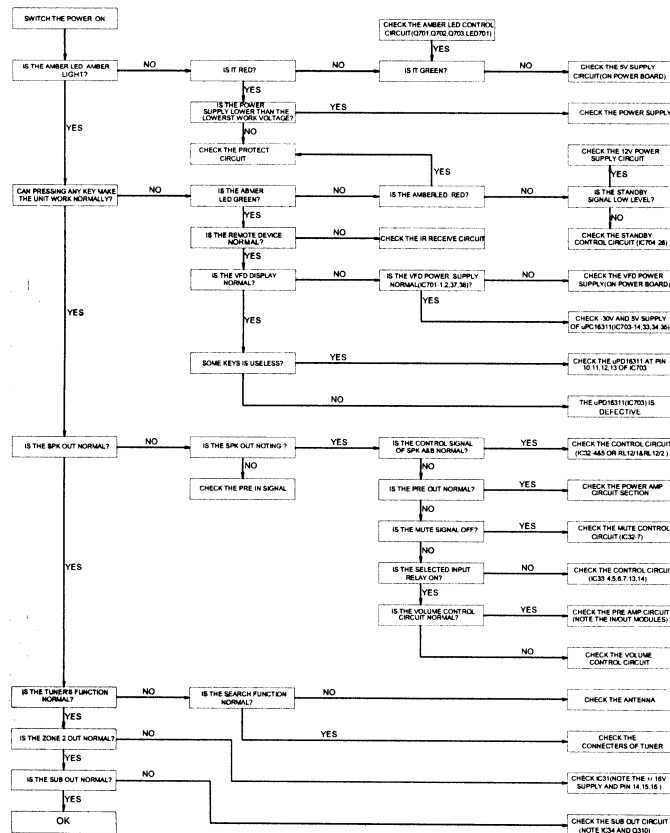 SWITCH THE POWER ON
CHECK THE AMBER LED CONTROL
CIRCUIT(Q701,Q702,Q703,LED701)
YES
IS THE AMBER LED AMBER
LIGHT?
NO
IS IT RED?
NO
IS IT GREEN?
NO
CHECK THE 5V SUPPLY
CIRCUIT(ON POWER BOARD)
YES
YES
IS THE POWER
SUPPLY LOWER THAN THE
LOWERST WORK VOLTAGE?
YES
CHECK THE POWER SUPPLY
NO
CHECK THE PROTECT
CIRCUIT
CHECK THE 12V POWER
SUPPLY CIRCUIT
YES
YES
CAN PRESSING ANY KEY MAKE
THE UNIT WORK NORMALLY?
NO
IS THE ABMER
LED GREEN?
NO
IS THE AMBERLED RED?
NO
IS THE STANDBY
SIGNAL LOW LEVEL?
YES
NO
IS THE REMOTE DEVICE
NORMAL?
NO
CHECK THE IR RECEIVE CIRCUIT
CHECK THE STANDBY
CONTROL CIRCUIT (IC704-26)
YES
IS THE VFD DISPLAY
NORMAL?
NO
IS THE VFD POWER SUPPLY
NORMAL(IC701-1.2,37,38)?
NO
CHECK THE VFD POWER
SUPPLY(ON POWER BOARD)
YES
YES
YES
CHECK -30V AND 5V SUPPLY
OF uPC16311(IC703-14,33,34,35)
SOME KEYS IS USELESS?
YES
CHECK THE uPD16311 AT PIN
10,11,12,13 OF IC703
NO
THE uPD16311(IC703) IS
DEFECTIVE
IS THE SPK OUT NORMAL?
NO
IS THE SPK OUT NOTING ?
YES
IS THE CONTROL SIGNAL
OF SPK A&B NORMAL?
YES
CHECK THE CONTROL CIRCUIT
(IC32-4&5 OR RL12/1&RL12/2 )
NO
NO
CHECK THE PRE IN SIGNAL
IS THE PRE OUT NORMAL?
YES
CHECK THE POWER AMP
CIRCUIT SECTION
NO
IS THE MUTE SIGNAL OFF?
YES
CHECK THE MUTE CONTROL
CIRCUIT (IC32-7)
NO
YES
IS THE SELECTED INPUT
RELAY ON?
NO
CHECK THE CONTROL CIRCUI
(IC33 4,5,6,7,13,14)
YES
IS THE VOLUME CONTROL
CIRCUIT NORMAL?
YES
CHECK THE PRE AMP CIRCUIT
(NOTE THE IN/OUT MODULES)
NO
CHECK THE VOLUME
CONTROL CIRCUIT
IS THE TUNER'S FUNCTION
NORMAL?
NO
IS THE SEARCH FUNCTION
NORMAL?
NO
CHECK THE ANTENNA
YES
IS THE ZONE 2 OUT NORMAL?
NO
YES
CHECK THE
CONNECTERS OF TUNER
YES
IS THE SUB OUT NORMAL?
NO
CHECK IC31(NOTE THE +/ 16V
SUPPLY AND PIN 14,15,16 )
YES
OK
CHECK THE SUB OUT CIRCUIT
(NOTE IC34 AND Q310)